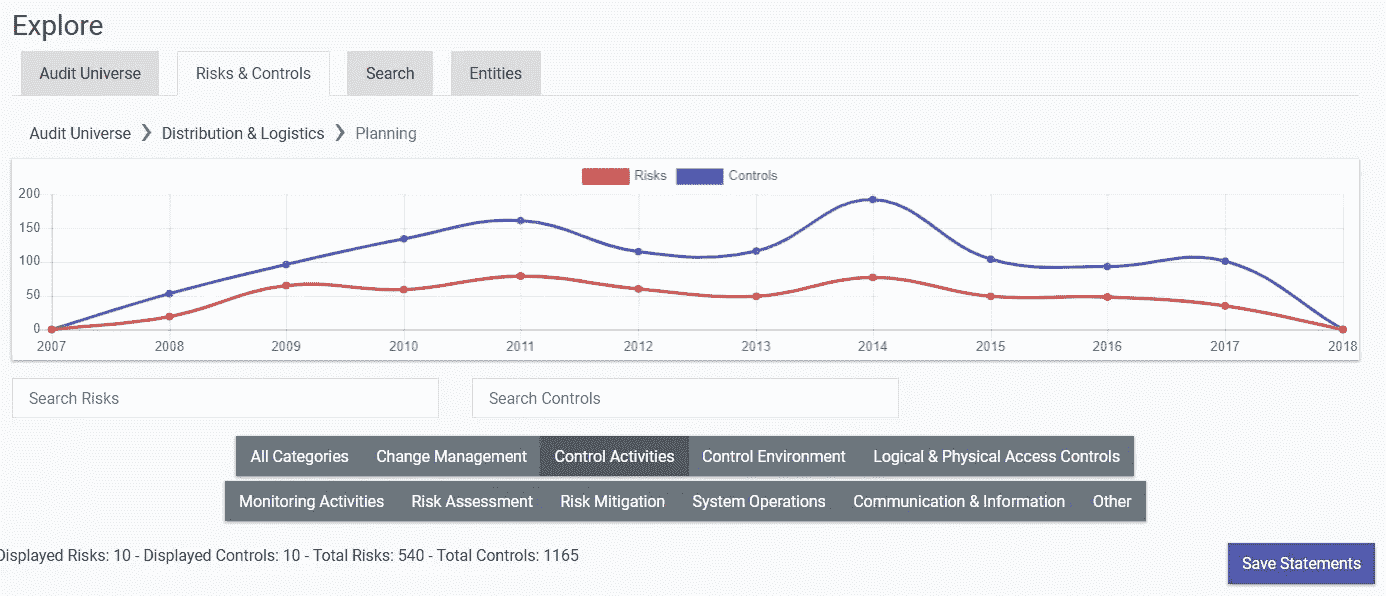 Explore
Audit Universe Risks & Controls Search Entities
Audit Universe ❯ Distribution & Logistics ❯ Planning
Risks Controls
200
150
100
50
0
2007 2008 2009 2010 2011 2012 2013 2014 2015 2016 2017 2018
Search Risks Search Controls
All Categories Change Management Control Activities Control Environment Logical & Physical Access Controls
Monitoring Activities Risk Assessment Risk Mitigation System Operations Communication & Information Other
Displayed Risks: 10 - Displayed Controls: 10 - Total Risks: 540 - Total Controls: 1165
Save Statements